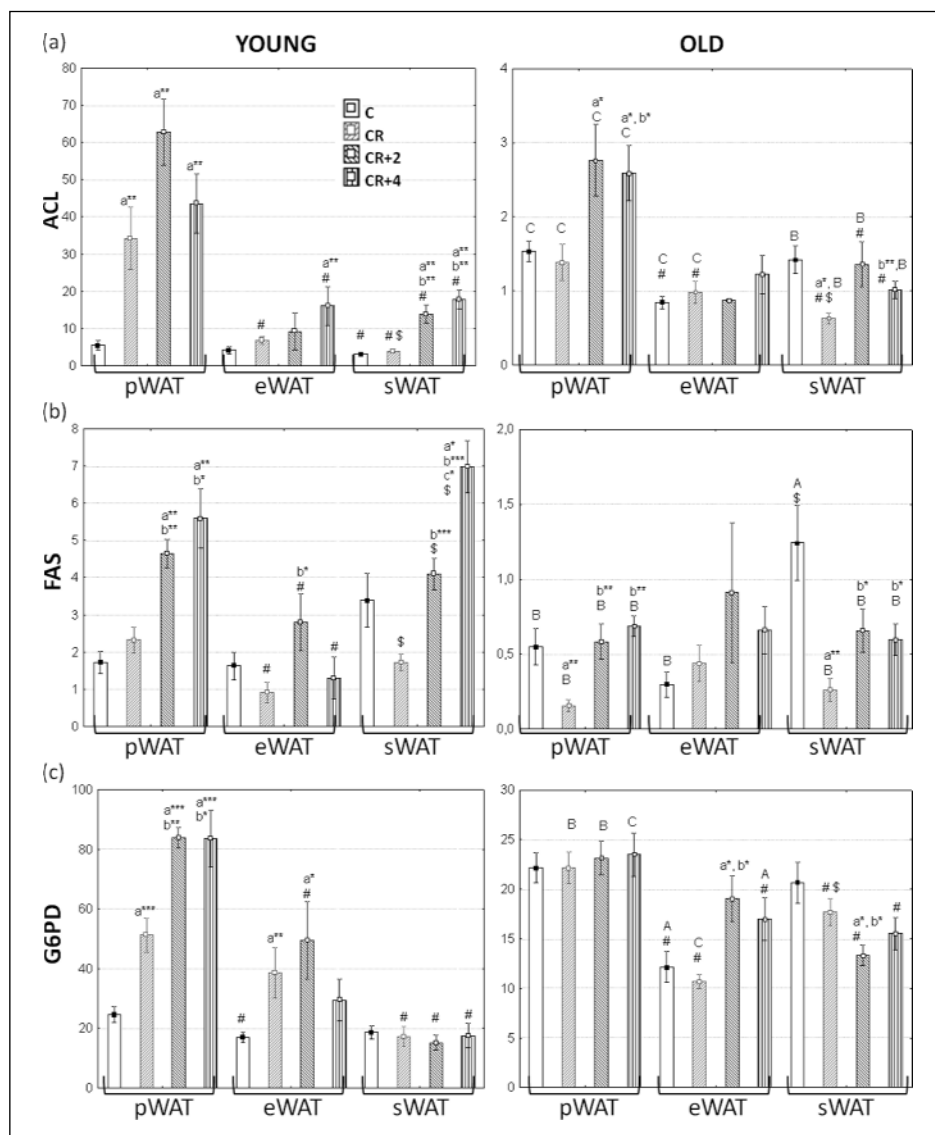 (a)
YOUNG
OLD
80
70
60
50
40
30
20
10
0
ACL
a**
a**
a**
#
a**
#
#
# $
a**
b**
#
a**
b**
#
C
CR
CR+2
CR+4
pWAT
eWAT
sWAT
4
3
2
1
0
C
C
a*
C
a*, b*
C
C
#
C
#
B
a*, B
# $
B
#
b**,B
#
pWAT
eWAT
sWAT
(b)
8
7
6
5
4
3
2
1
0
FAS
a**
b**
a**
b*
#
b*
#
#
$
b***
$
a*
b***
c*
$
pWAT
eWAT
sWAT
2,0
1,5
1,0
0,5
0,0
B
a**
B
b**
B
b**
B
B
A
$
a**
B
b*
B
b*
B
pWAT
eWAT
sWAT
(c)
100
80
60
40
20
0
G6PD
a***
a***
b**
a***
b*
#
a**
a*
#
#
#
#
pWAT
eWAT
sWAT
30
25
20
15
10
5
0
B
B
C
A
#
C
#
a*, b*
A
#
# $
a*, b*
#
#
pWAT
eWAT
sWAT